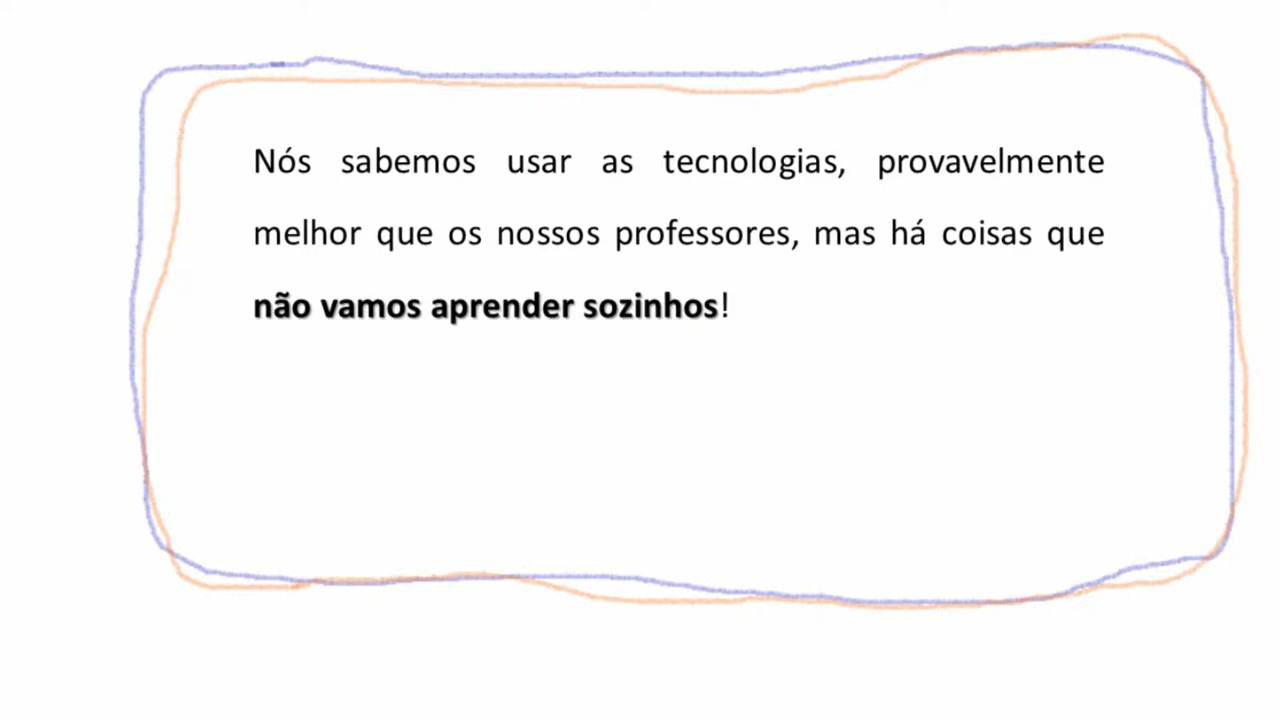 Nós sabemos usar as tecnologias, provavelmente
melhor que os nossos professores, mas há coisas que
não vamos aprender sozinhos!